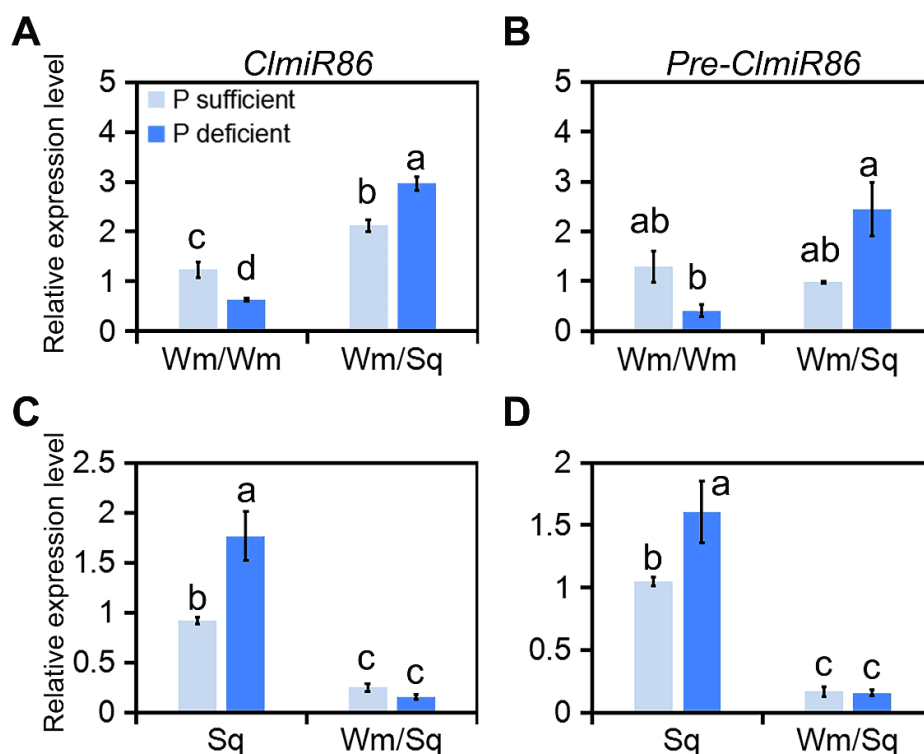 A
ClmiR86
Relative expression level
5
4
3
2
1
0
P sufficient
P deficient
c
d
b
a
Wm/Wm
Wm/Sq
B
Pre-ClmiR86
5
4
3
2
1
0
ab
b
ab
a
Wm/Wm
Wm/Sq
C
Relative expression level
2.5
2
1.5
1
0.5
0
b
a
c
c
Sq
Wm/Sq
D
2
1.5
1
0.5
0
b
a
c
c
Sq
Wm/Sq